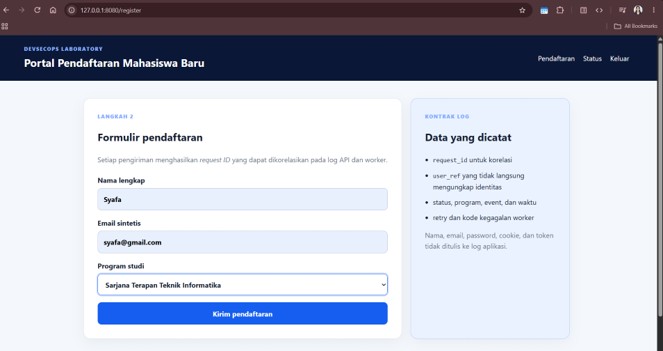 127.0.0.1:8080/register
All Bookmarks
DEVSECOPS LABORATORY
Portal Pendaftaran Mahasiswa Baru
Pendaftaran Status Keluar
LANGKAH 2
Formulir pendaftaran
Setiap pengiriman menghasilkan request ID yang dapat dikorelasikan pada log API dan worker.
Nama lengkap
Syafa
Email sintetis
syafa@gmail.com
Program studi
Sarjana Terapan Teknik Informatika
Kirim pendaftaran
KONTRAK LOG
Data yang dicatat
• request_id untuk korelasi
• user_ref yang tidak langsung
mengungkap identitas
• status, program, event, dan waktu
• retry dan kode kegagalan worker
Nama, email, password, cookie, dan token
tidak ditulis ke log aplikasi.